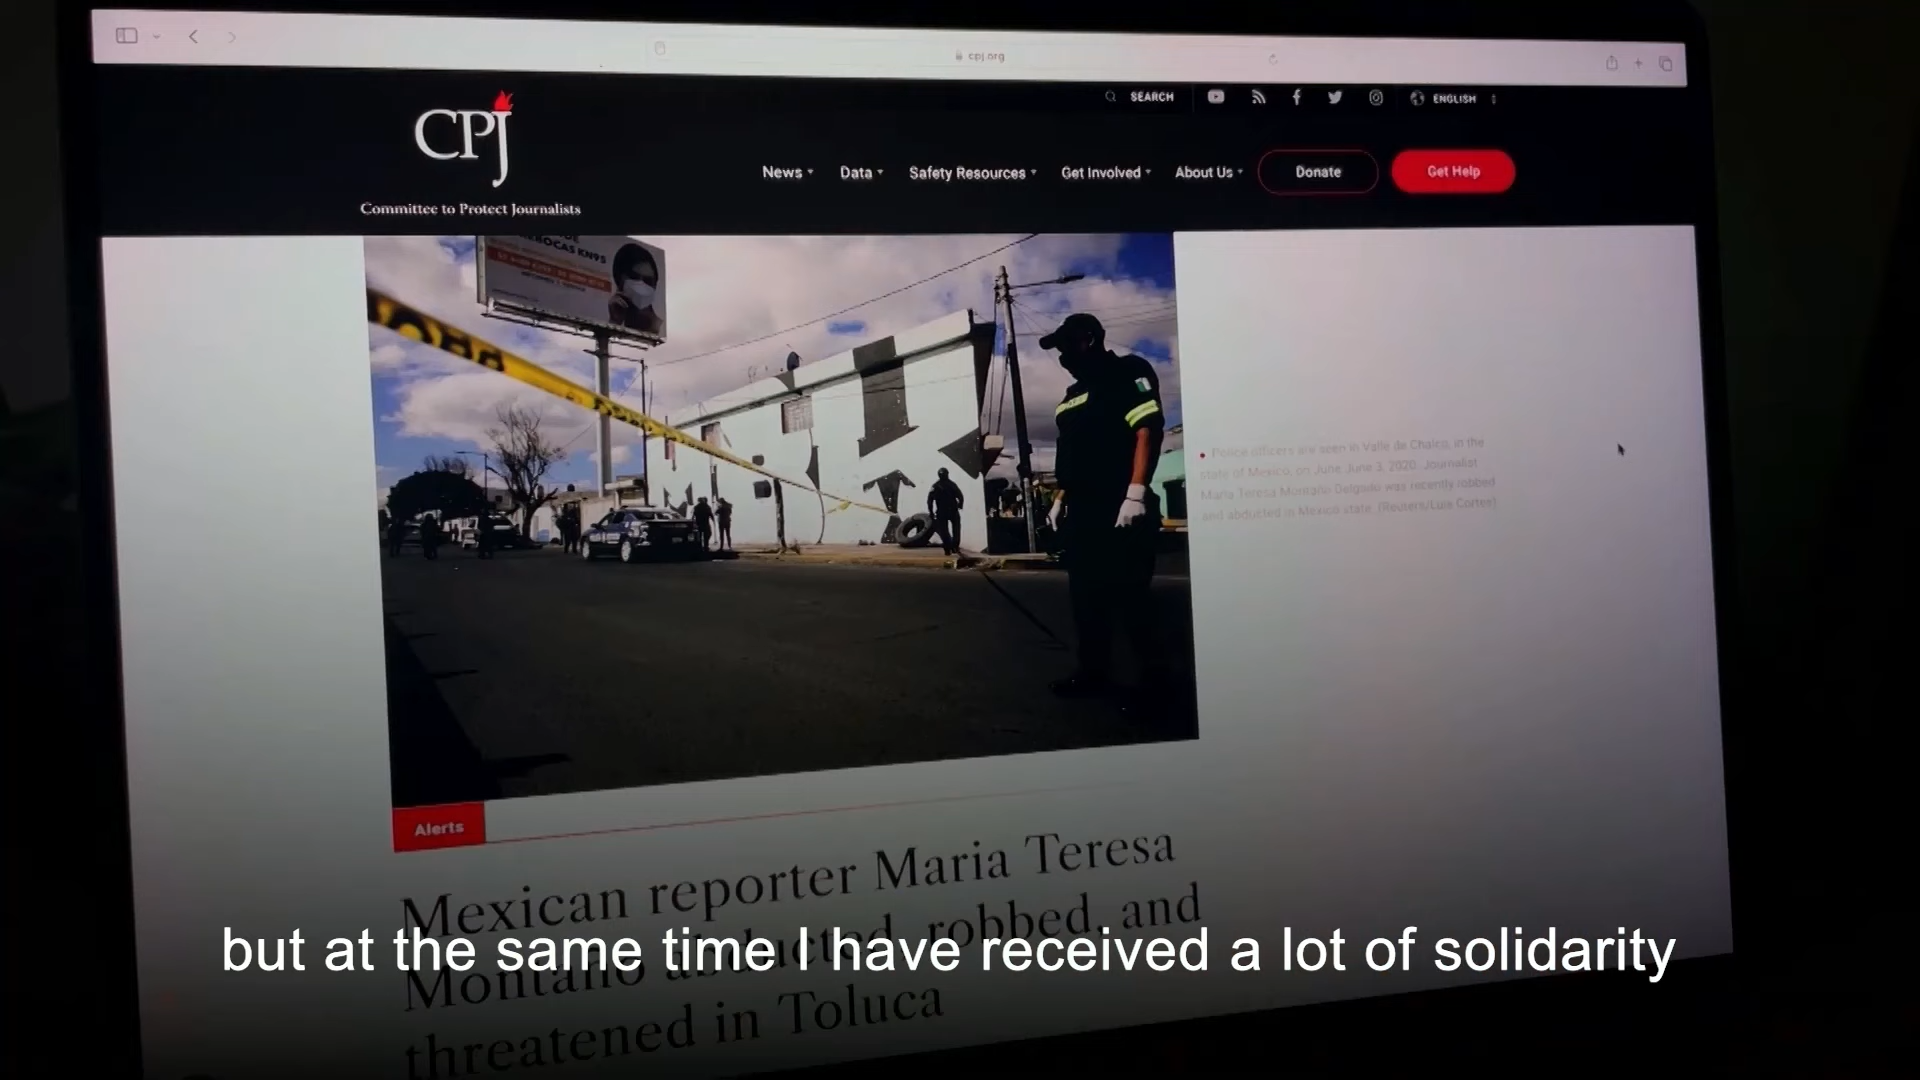 cpj.org
SEARCH
ENGLISH
CPJ
Committee to Protect Journalists
News
Data
Safety Resources
Get Involved
About Us
Donate
Get Help
KN95
Police officers are seen in Valle de Chalco, in the
state of Mexico, on June June 3, 2020. Journalist
Maria Teresa Montaño Delgado was recently robbed
and abducted in Mexico state. (Reuters/Luis Cortes)
Alerts
Mexican reporter Maria Teresa
Montaño abducted, robbed, and
threatened in Toluca
but at the same time I have received a lot of solidarity